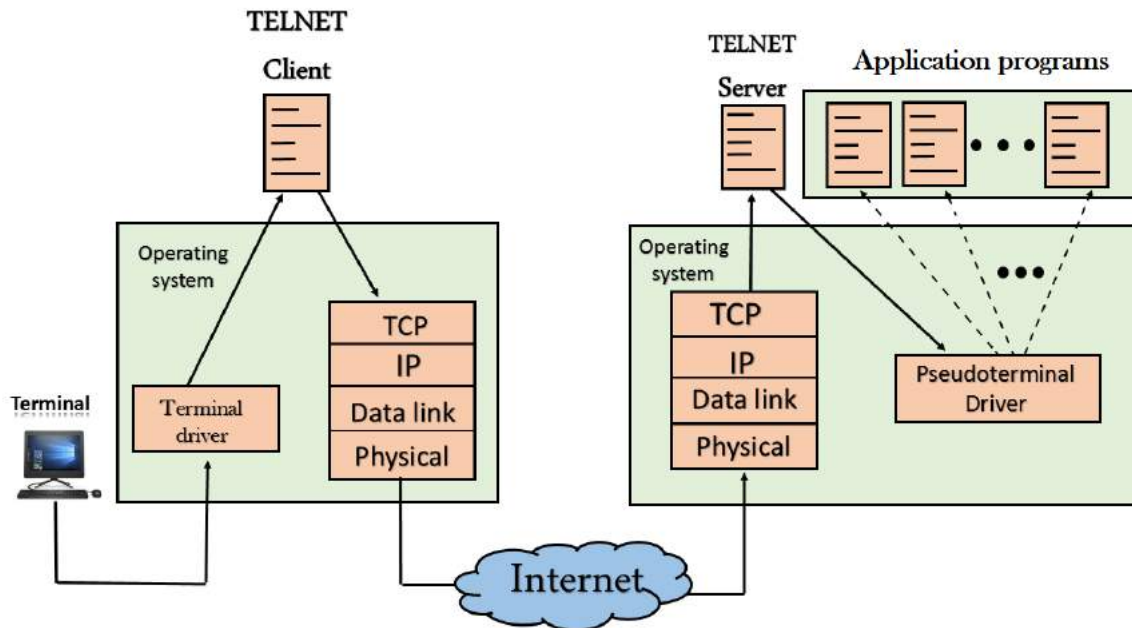 TELNET
Client
Operating
system
TCP
IP
Data link
Physical
Terminal
driver
Terminal
Internet
TELNET
Server
Application programs
Operating
system
TCP
IP
Data link
Physical
Pseudoterminal
Driver